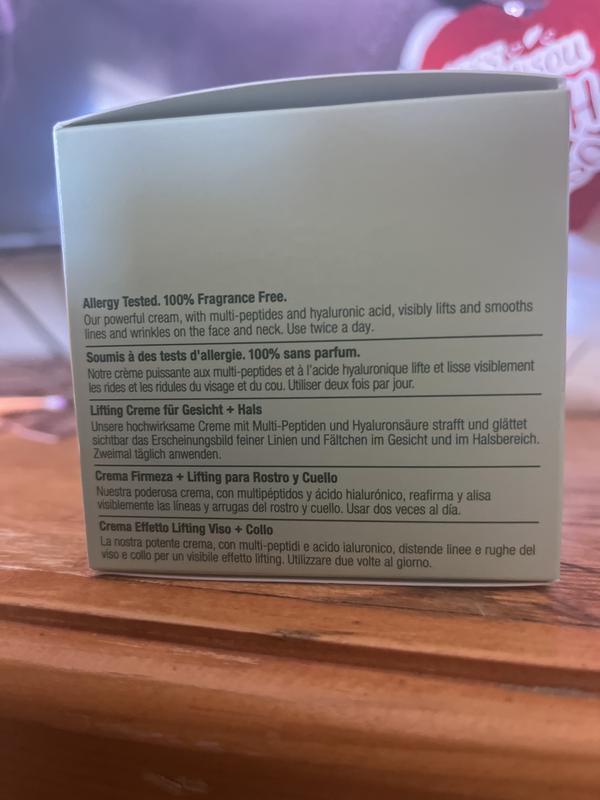 Allergy Tested. 100% Fragrance Free.
Our powerful cream, with multi-peptides and hyaluronic acid, visibly lifts and smooths
lines and wrinkles on the face and neck. Use twice a day.
Soumis à des tests d'allergie. 100% sans parfum.
Notre crème puissante aux multi-peptides et à l'acide hyaluronique lifte et lisse visiblement
les rides et les ridules du visage et du cou. Utiliser deux fois par jour.
Lifting Creme für Gesicht + Hals
Unsere hochwirksame Creme mit Multi-Peptiden und Hyaluronsäure strafft und glättet
sichtbar das Erscheinungsbild feiner Linien und Fältchen im Gesicht und im Halsbereich.
Zweimal täglich anwenden.
Crema Firmeza + Lifting para Rostro y Cuello
Nuestra poderosa crema, con multipéptidos y ácido hialurónico, reafirma y alisa
visiblemente las líneas y arrugas del rostro y cuello. Usar dos veces al día.
Crema Effetto Lifting Viso + Collo
La nostra potente crema, con multi-peptidi e acido ialuronico, distende linee e rughe del
viso e collo per un visibile effetto lifting. Utilizzare due volte al giorno.